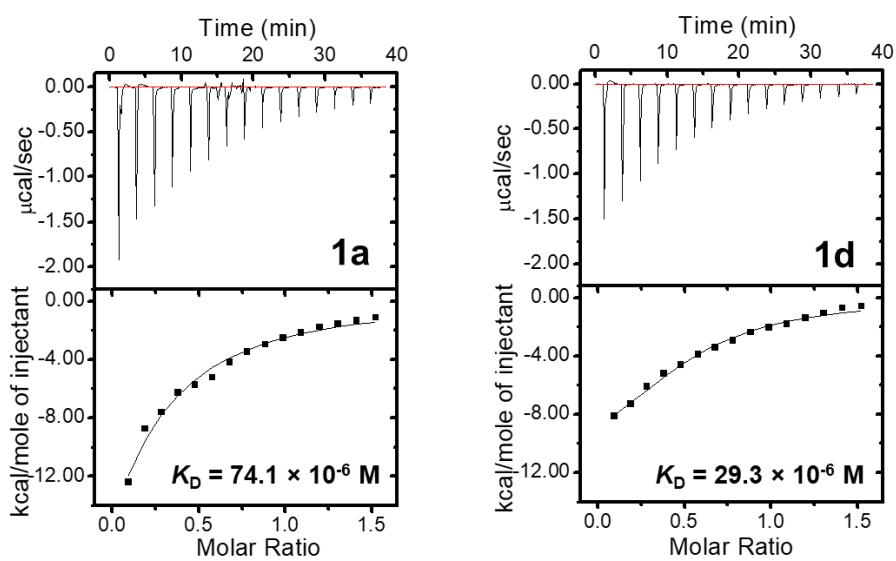 Time (min)
0 10 20 30 40
0.00
-0.50
-1.00
-1.50
-2.00
µcal/sec
1a
0.00
-4.00
-8.00
-12.00
kcal/mole of injectant
K_D = 74.1 × 10⁻⁶ M
0.0 0.5 1.0 1.5
Molar Ratio
Time (min)
0 10 20 30 40
0.00
-0.50
-1.00
-1.50
-2.00
µcal/sec
1d
0.00
-4.00
-8.00
-12.00
kcal/mole of injectant
K_D = 29.3 × 10⁻⁶ M
0.0 0.5 1.0 1.5
Molar Ratio